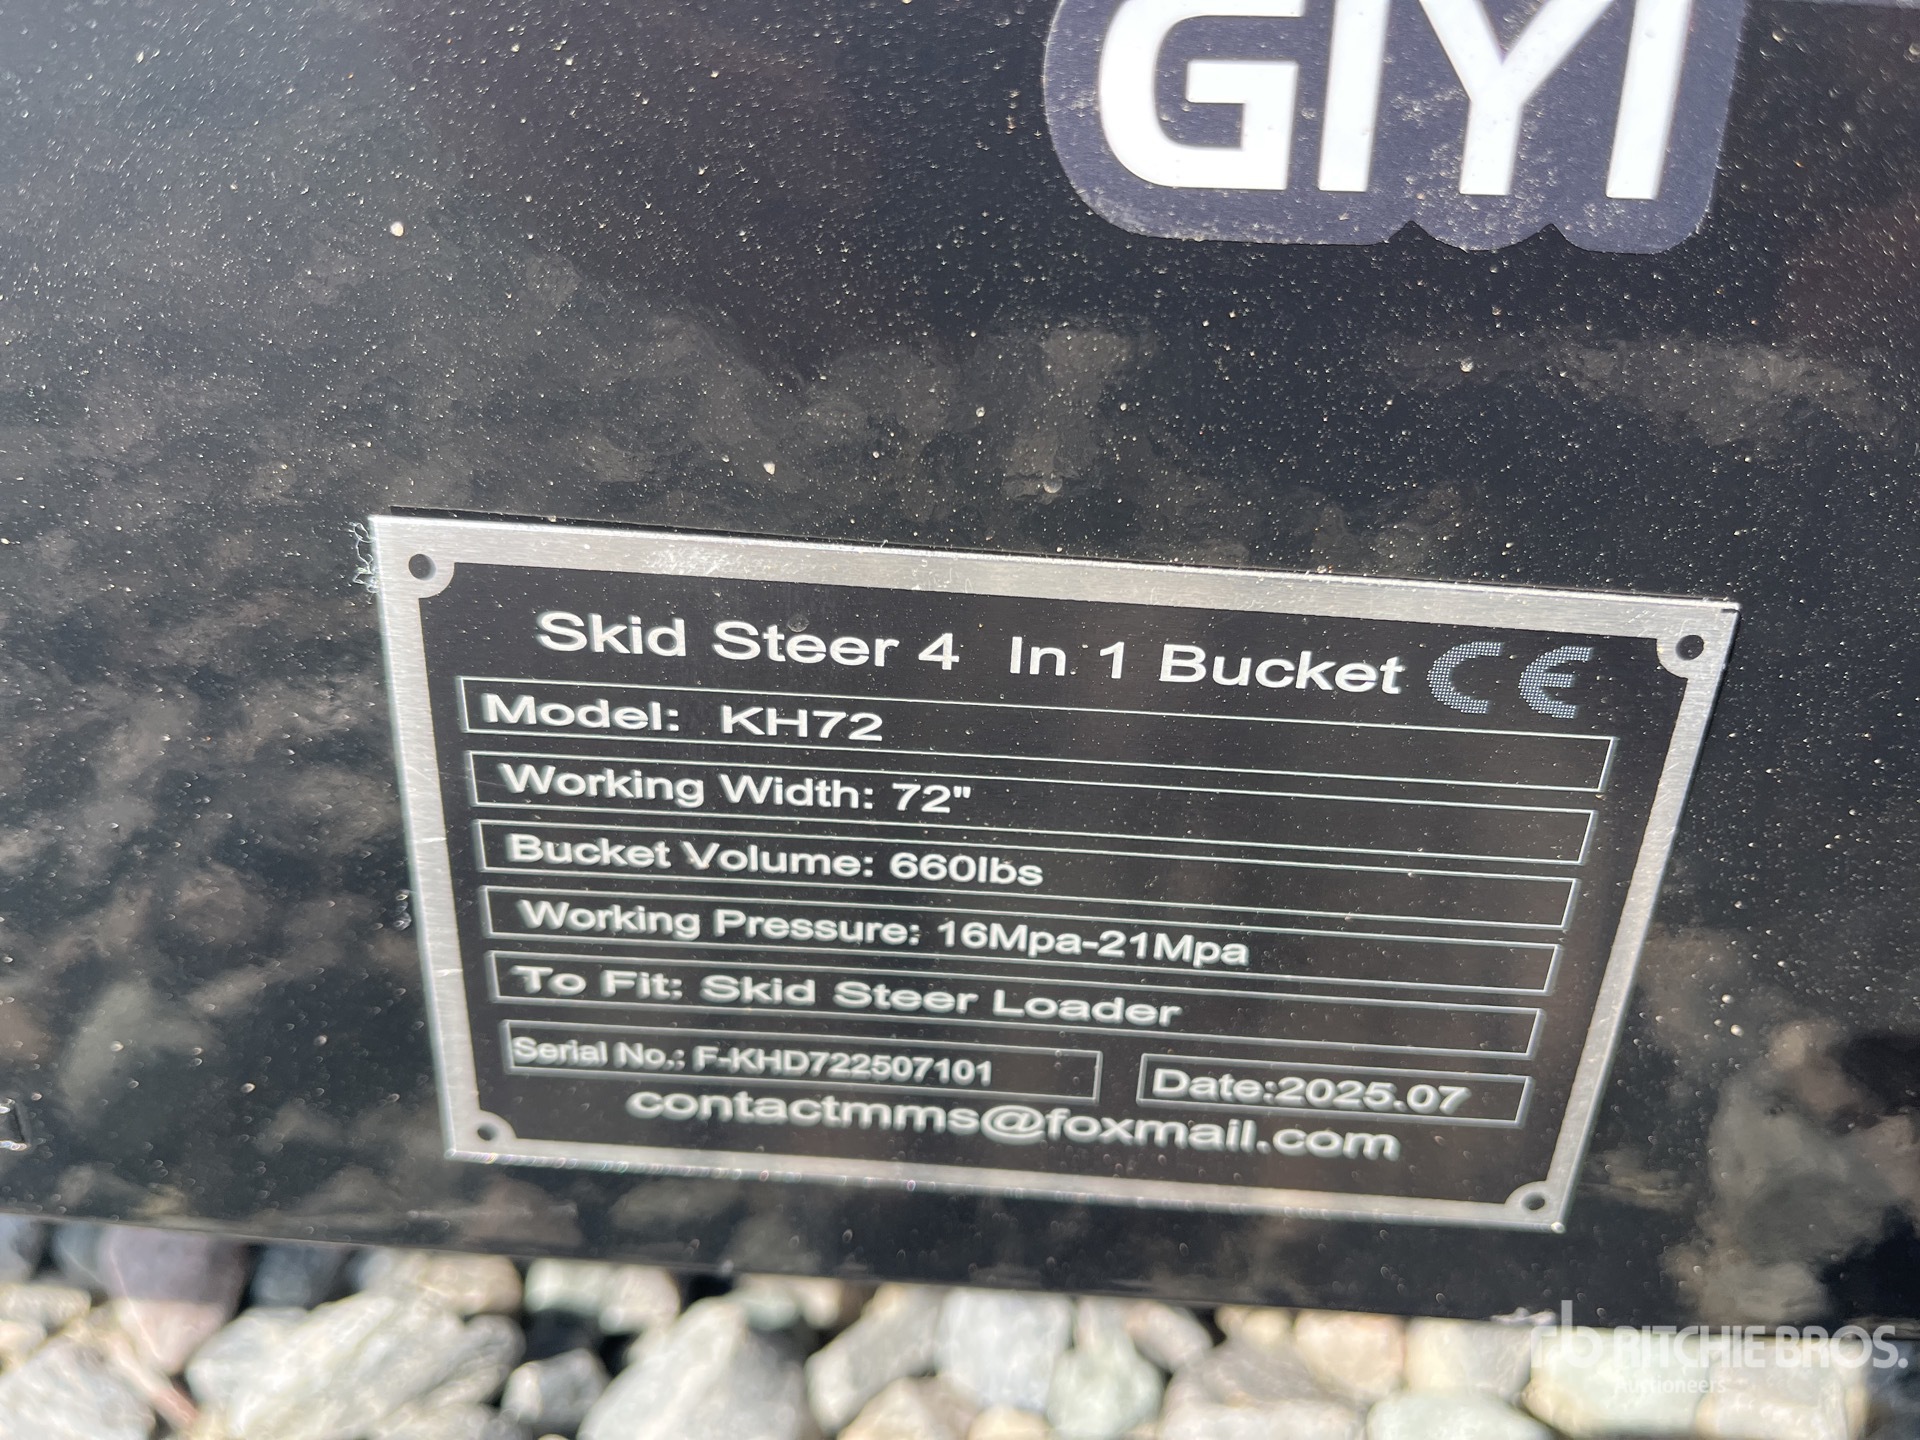 GIYI
Skid Steer 4 In 1 Bucket CE
Model: KH72
Working Width: 72"
Bucket Volume: 660lbs
Working Pressure: 16Mpa-21Mpa
To Fit: Skid Steer Loader
Serial No.: F-KHD722507101
Date:2025.07
contactmms@foxmail.com
rb RITCHIE BROS.
Auctioneers